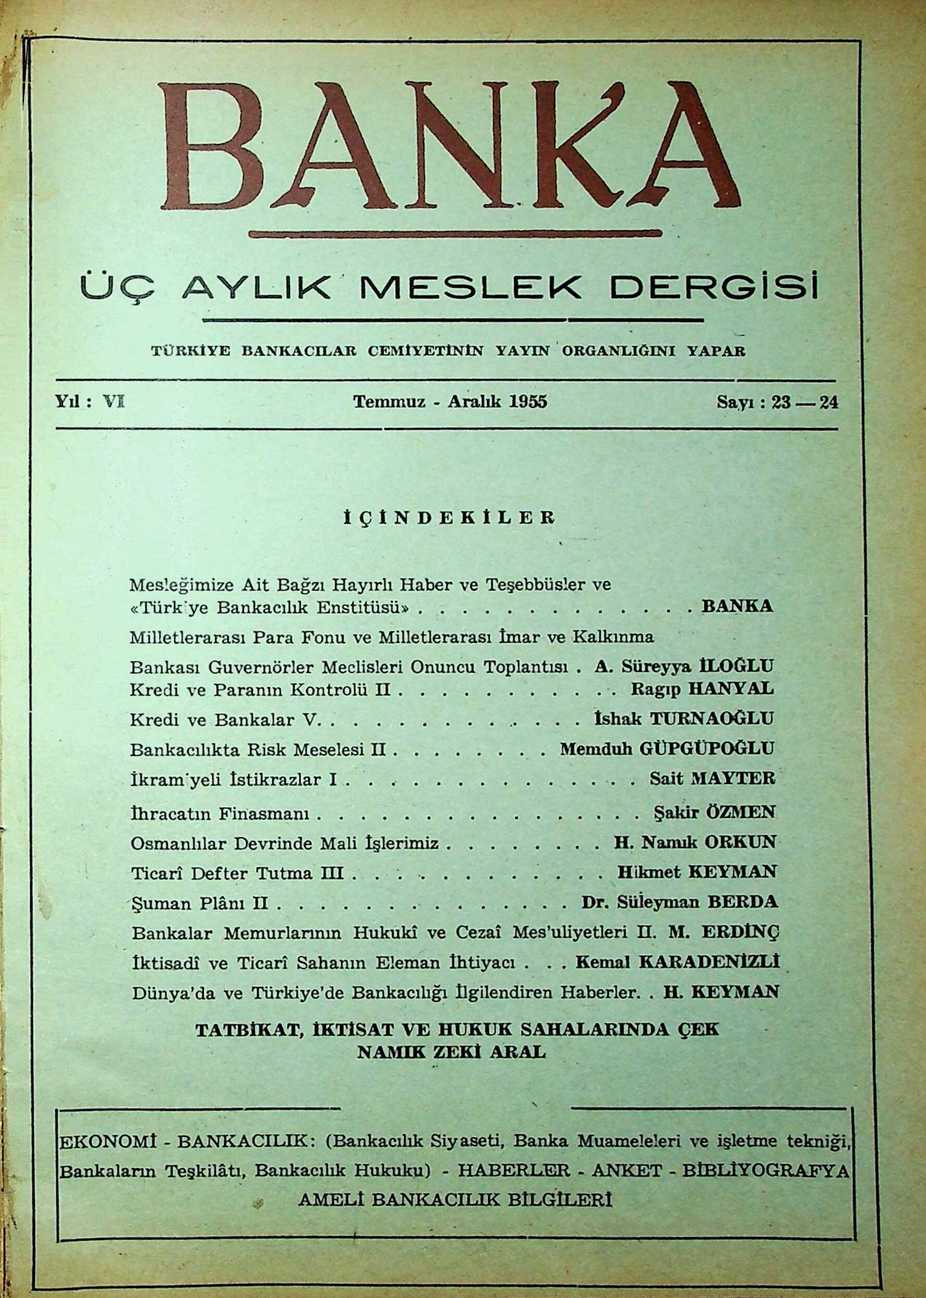 BANKA
ÜÇ AYLIK MESLEK DERGİSİ
TÜRKİYE BANKACILAR CEMİYETİNİN YAYIN ORGANLIĞINI YAPAR
Yıl : VI Temmuz - Aralık 1955 Sayı : 23 — 24
İÇİNDEKİLER
Mesleğimize Ait Bağzı Hayırlı Haber ve Teşebbüsler ve
«Türkiye Bankacılık Enstitüsü» . . . . . . . . . . . . . BANKA
Milletlerarası Para Fonu ve Milletlerarası İmar ve Kalkınma
Bankası Guvernörler Meclisleri Onuncu Toplantısı . A. Süreyya İLOĞLU
Kredi ve Paranın Kontrolü II . . . . . . . . . . . Ragıp HANYAL
Kredi ve Bankalar V. . . . . . . . . . . . . . İshak TURNAOĞLU
Bankacılıkta Risk Meselesi II . . . . . . . . Memduh GÜPGÜPOĞLU
İkramiyeli İstikrazlar I . . . . . . . . . . . . . . Sait MAYTER
İhracatın Finasmanı . . . . . . . . . . . . . . . . Şakir ÖZMEN
Osmanlılar Devrinde Mali İşlerimiz . . . . . . . . H. Namık ORKUN
Ticarî Defter Tutma III . . . . . . . . . . . . Hikmet KEYMAN
Şuman Plânı II . . . . . . . . . . . . . . . Dr. Süleyman BERDA
Bankalar Memurlarının Hukukî ve Cezaî Mes'uliyetleri II. M. ERDİNÇ
İktisadî ve Ticarî Sahanın Eleman İhtiyacı . . . Kemal KARADENİZLİ
Dünya'da ve Türkiye'de Bankacılığı İlgilendiren Haberler. . H. KEYMAN
TATBİKAT, İKTİSAT VE HUKUK SAHALARINDA ÇEK
NAMIK ZEKİ ARAL
EKONOMİ - BANKACILIK: (Bankacılık Siyaseti, Banka Muameleleri ve işletme tekniği,
Bankaların Teşkilâtı, Bankacılık Hukuku) - HABERLER - ANKET - BİBLİYOGRAFYA
AMELİ BANKACILIK BİLGİLERİ